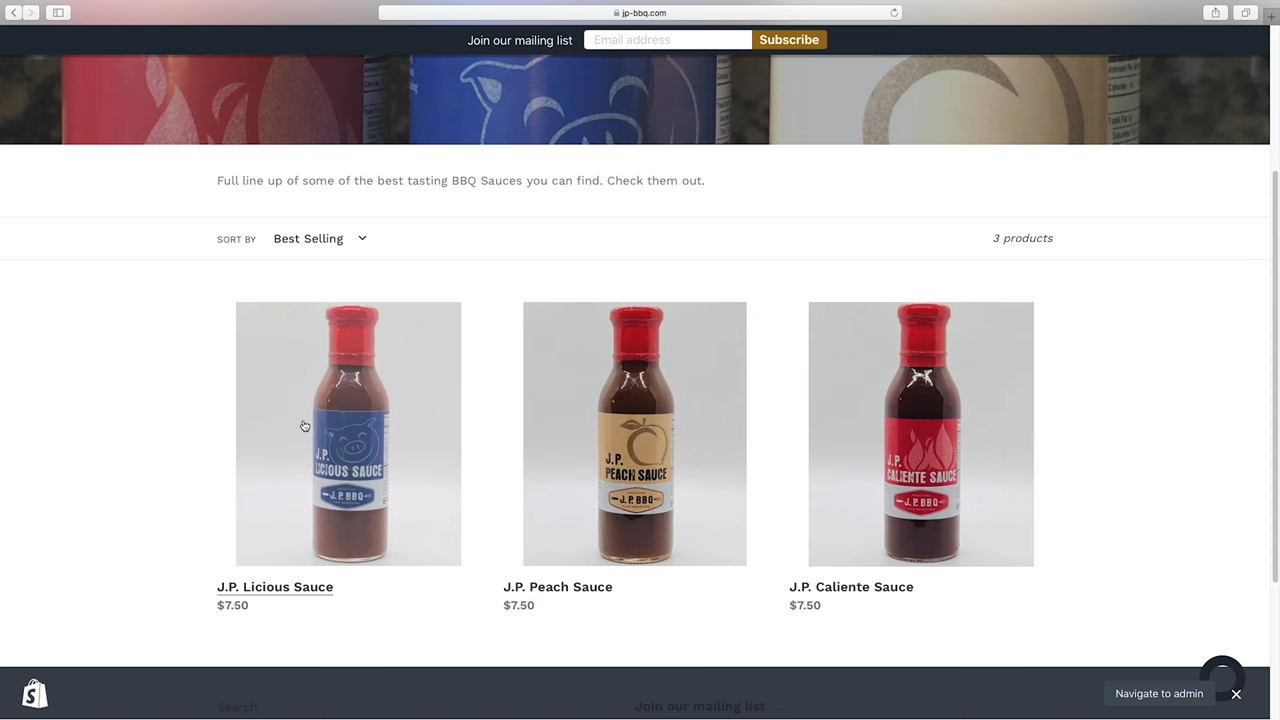 jp-bbq.com
Join our mailing list
Email address
Subscribe
Full line up of some of the best tasting BBQ Sauces you can find. Check them out.
SORT BY
Best Selling
3 products
J.P.
LICIOUS SAUCE
J.P. BBQ
J.P.
PEACH SAUCE
J.P. BBQ
J.P.
CALIENTE SAUCE
J.P. BBQ
J.P. Licious Sauce
$7.50
J.P. Peach Sauce
$7.50
J.P. Caliente Sauce
$7.50
Navigate to admin
Search
Join our mailing list